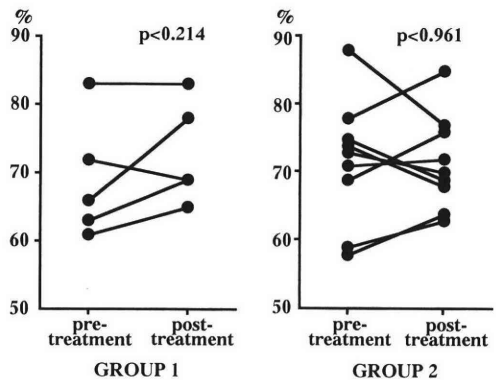 %
90
80
70
60
50
p<0.214
pre-
treatment
post-
treatment
GROUP 1
%
90
80
70
60
50
p<0.961
pre-
treatment
post-
treatment
GROUP 2